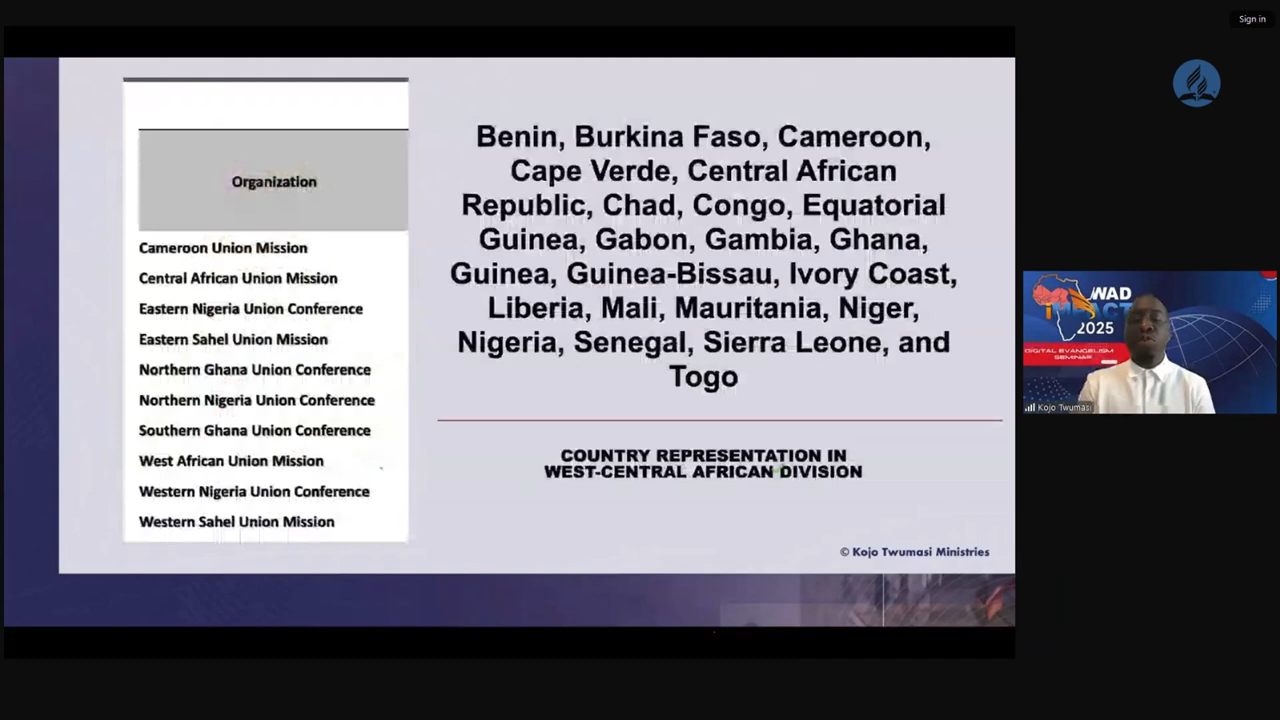 Sign in
Organization
Cameroon Union Mission
Central African Union Mission
Eastern Nigeria Union Conference
Eastern Sahel Union Mission
Northern Ghana Union Conference
Northern Nigeria Union Conference
Southern Ghana Union Conference
West African Union Mission
Western Nigeria Union Conference
Western Sahel Union Mission
Benin, Burkina Faso, Cameroon,
Cape Verde, Central African
Republic, Chad, Congo, Equatorial
Guinea, Gabon, Gambia, Ghana,
Guinea, Guinea-Bissau, Ivory Coast,
Liberia, Mali, Mauritania, Niger,
Nigeria, Senegal, Sierra Leone, and
Togo
COUNTRY REPRESENTATION IN
WEST-CENTRAL AFRICAN DIVISION
© Kojo Twumasi Ministries
WAD
2025
DIGITAL EVANGELISM
SEMINAR
Kojo Twumasi